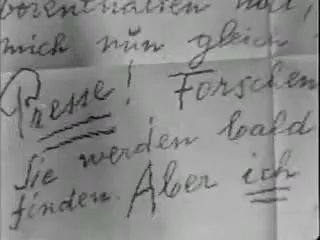 vorenthalten hat,
mich nun gleich
Presse! Forschen
Sie werden bald
finden. Aber ich